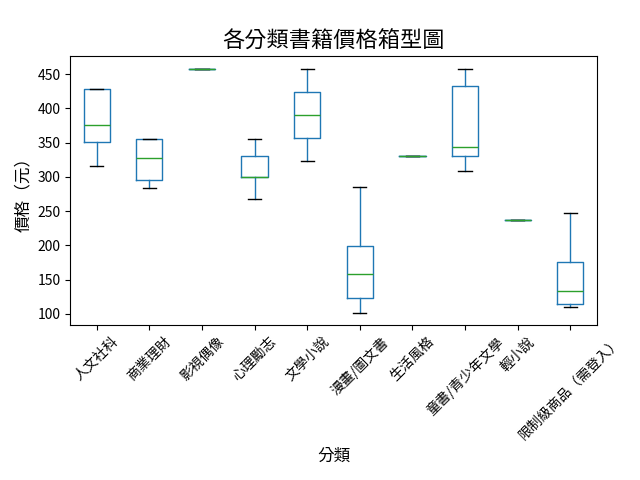 各分類書籍價格箱型圖
價格（元）
450
400
350
300
250
200
150
100
人文社科
商業理財
影視偶像
心理勵志
文學小說
漫畫/圖文書
生活風格
童書/青少年文學
輕小說
限制級商品（需登入）
分類